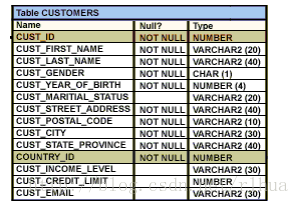 Table CUSTOMERS
Name Null? Type
CUST_ID NOT NULL NUMBER
CUST_FIRST_NAME NOT NULL VARCHAR2 (20)
CUST_LAST_NAME NOT NULL VARCHAR2 (40)
CUST_GENDER CHAR (1)
CUST_YEAR_OF_BIRTH NOT NULL NUMBER (4)
CUST_MARITIAL_STATUS VARCHAR2 (20)
CUST_STREET_ADDRESS NOT NULL VARCHAR2 (40)
CUST_POSTAL_CODE NOT NULL VARCHAR2 (10)
CUST_CITY NOT NULL VARCHAR2 (30)
CUST_STATE_PROVINCE NOT NULL VARCHAR2 (40)
COUNTRY_ID NOT NULL NUMBER
CUST_INCOME_LEVEL VARCHAR2 (30)
CUST_CREDIT_LIMIT NUMBER
CUST_EMAIL VARCHAR2 (30)